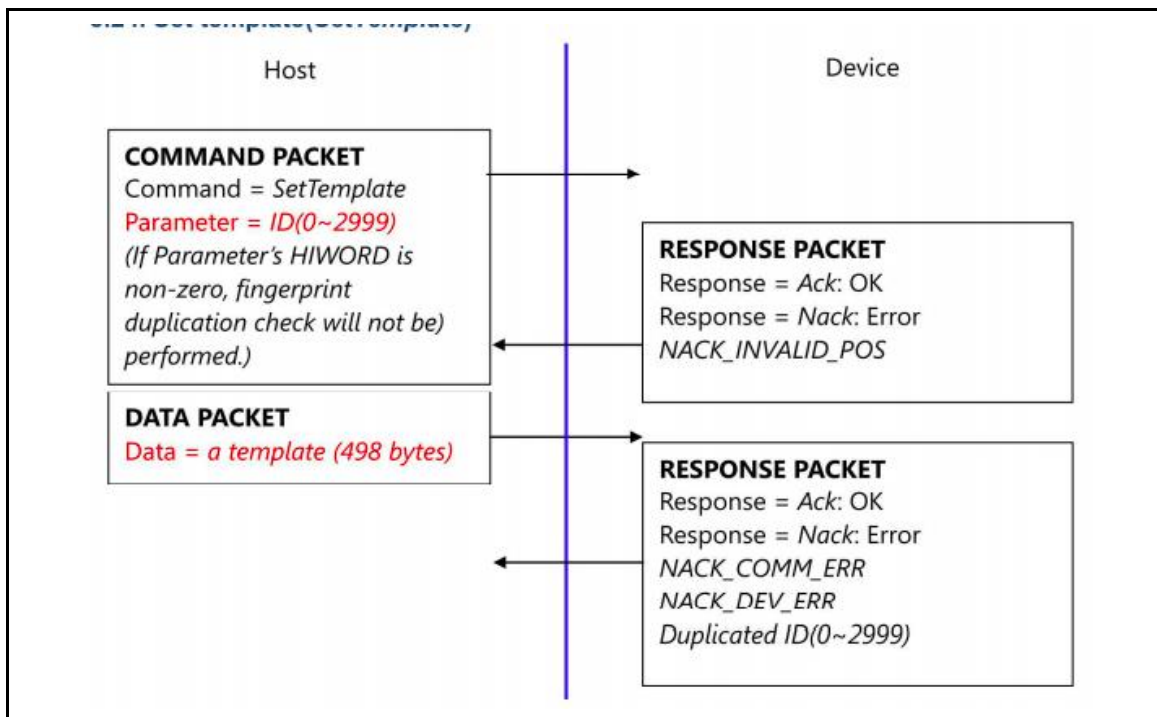 Host
Device
COMMAND PACKET
Command = SetTemplate
Parameter = ID(0~2999)
(If Parameter's HIWORD is
non-zero, fingerprint
duplication check will not be)
performed.)
RESPONSE PACKET
Response = Ack: OK
Response = Nack: Error
NACK_INVALID_POS
DATA PACKET
Data = a template (498 bytes)
RESPONSE PACKET
Response = Ack: OK
Response = Nack: Error
NACK_COMM_ERR
NACK_DEV_ERR
Duplicated ID(0~2999)